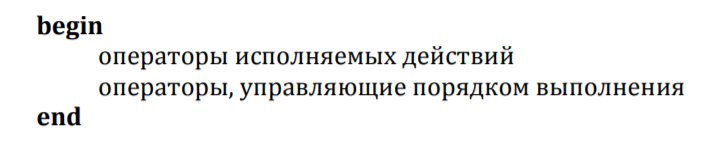 begin
операторы исполняемых действий
операторы, управляющие порядком выполнения
end